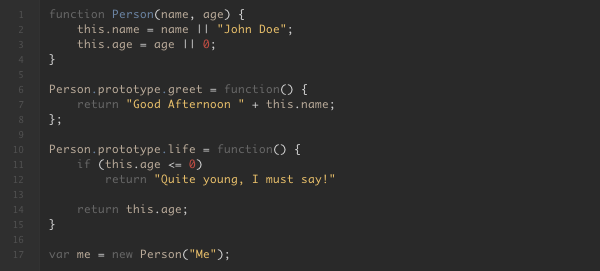 1 function Person(name, age) {
2     this.name = name || "John Doe";
3     this.age = age || 0;
4 }
5
6 Person.prototype.greet = function() {
7     return "Good Afternoon " + this.name;
8 };
9
10 Person.prototype.life = function() {
11     if (this.age <= 0)
12         return "Quite young, I must say!"
13
14     return this.age;
15 }
16
17 var me = new Person("Me");